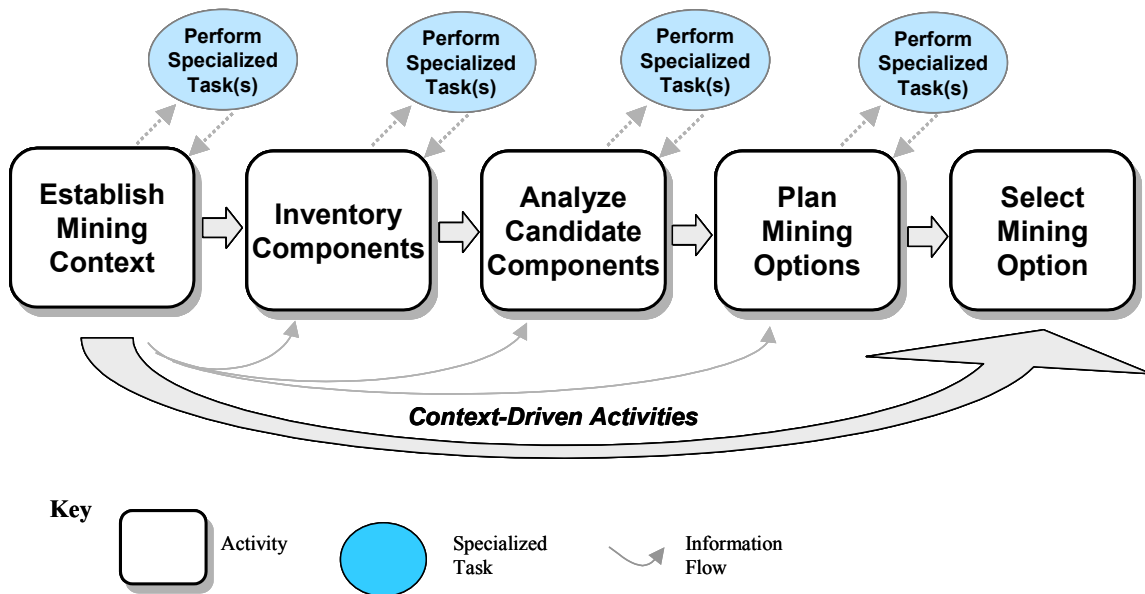 Perform
Specialized
Task(s)
Perform
Specialized
Task(s)
Perform
Specialized
Task(s)
Perform
Specialized
Task(s)
Establish
Mining
Context
Inventory
Components
Analyze
Candidate
Components
Plan
Mining
Options
Select
Mining
Option
Context-Driven Activities
Key
Activity
Specialized
Task
Information
Flow